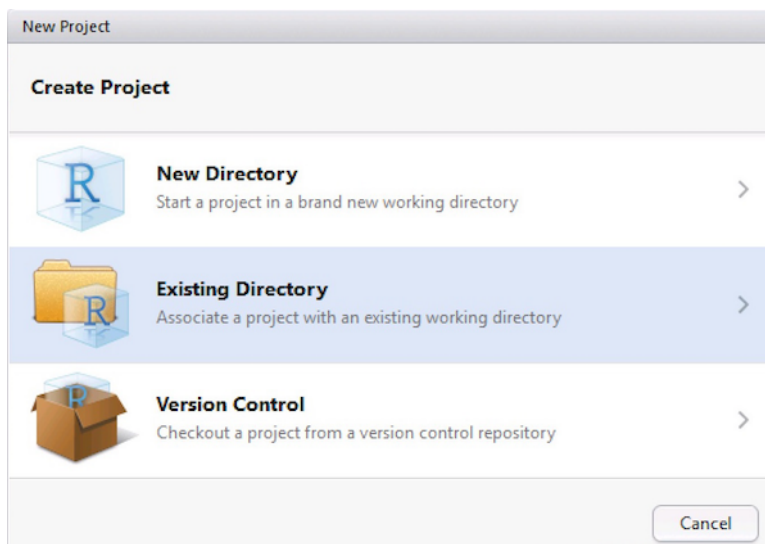 New Project
Create Project
R
New Directory
Start a project in a brand new working directory
R
Existing Directory
Associate a project with an existing working directory
R
Version Control
Checkout a project from a version control repository
Cancel